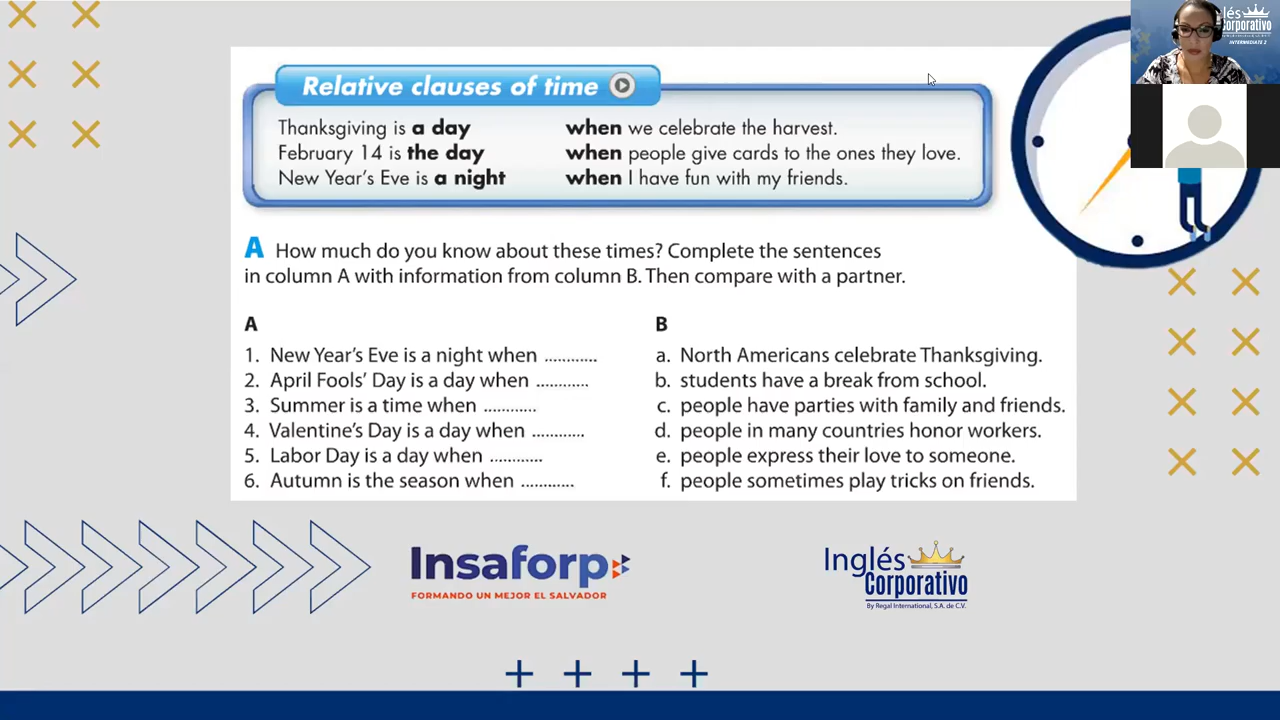 lés
Corporativo
INTERMEDIATE 2
Relative clauses of time
Thanksgiving is a day when we celebrate the harvest.
February 14 is the day when people give cards to the ones they love.
New Year's Eve is a night when I have fun with my friends.
A How much do you know about these times? Complete the sentences
in column A with information from column B. Then compare with a partner.
A
1. New Year's Eve is a night when ............
2. April Fools' Day is a day when ............
3. Summer is a time when ............
4. Valentine's Day is a day when ............
5. Labor Day is a day when ............
6. Autumn is the season when ............
B
a. North Americans celebrate Thanksgiving.
b. students have a break from school.
c. people have parties with family and friends.
d. people in many countries honor workers.
e. people express their love to someone.
f. people sometimes play tricks on friends.
Insaforp
FORMANDO UN MEJOR EL SALVADOR
Inglés
Corporativo
By Regal International, S.A. de C.V.